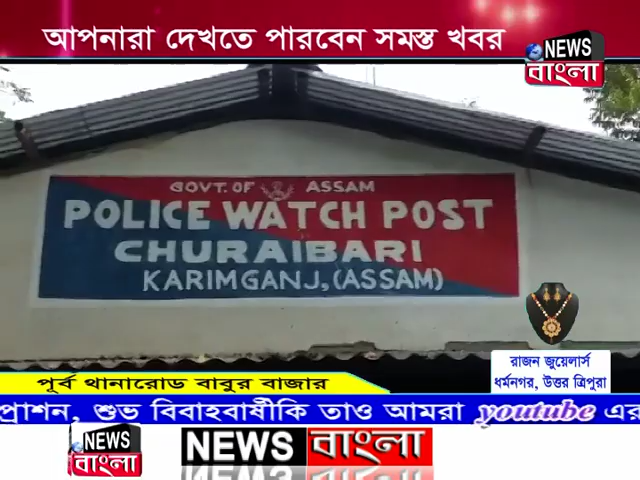 আপনারা দেখতে পারবেন সমস্ত খবর
NEWS
বাংলা
GOVT. OF ASSAM
POLICE WATCH POST
CHURAIBARI
KARIMGANJ, (ASSAM)
রাজন জুয়েলার্স
ধর্মনগর, উত্তর ত্রিপুরা
পূর্ব থানারোড বাবুর বাজার
প্রাশন, শুভ বিবাহবার্ষীকি তাও আমরা youtube এর
NEWS
বাংলা
NEWS বাংলা